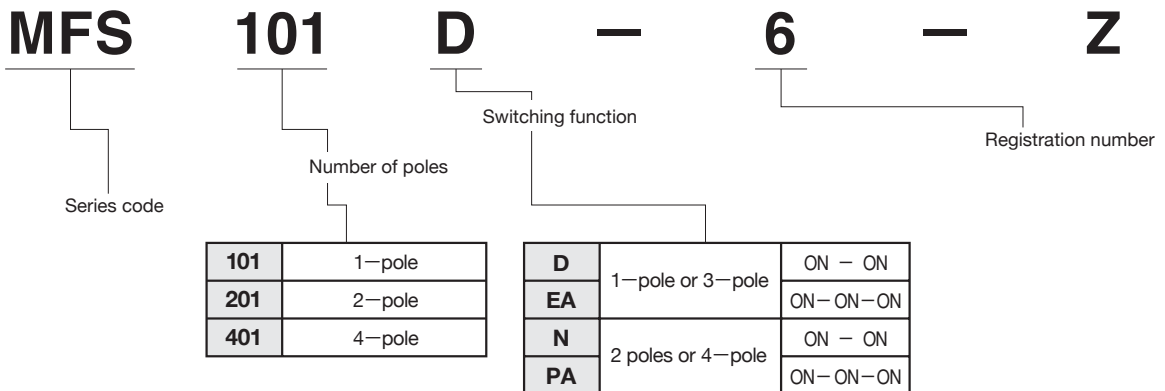 MFS 101 D － 6 － Z
Switching function
Registration number
Number of poles
Series code
101 1－pole
201 2－pole
401 4－pole
D 1－pole or 3－pole ON － ON
EA ON－ON－ON
N 2 poles or 4－pole ON － ON
PA ON－ON－ON